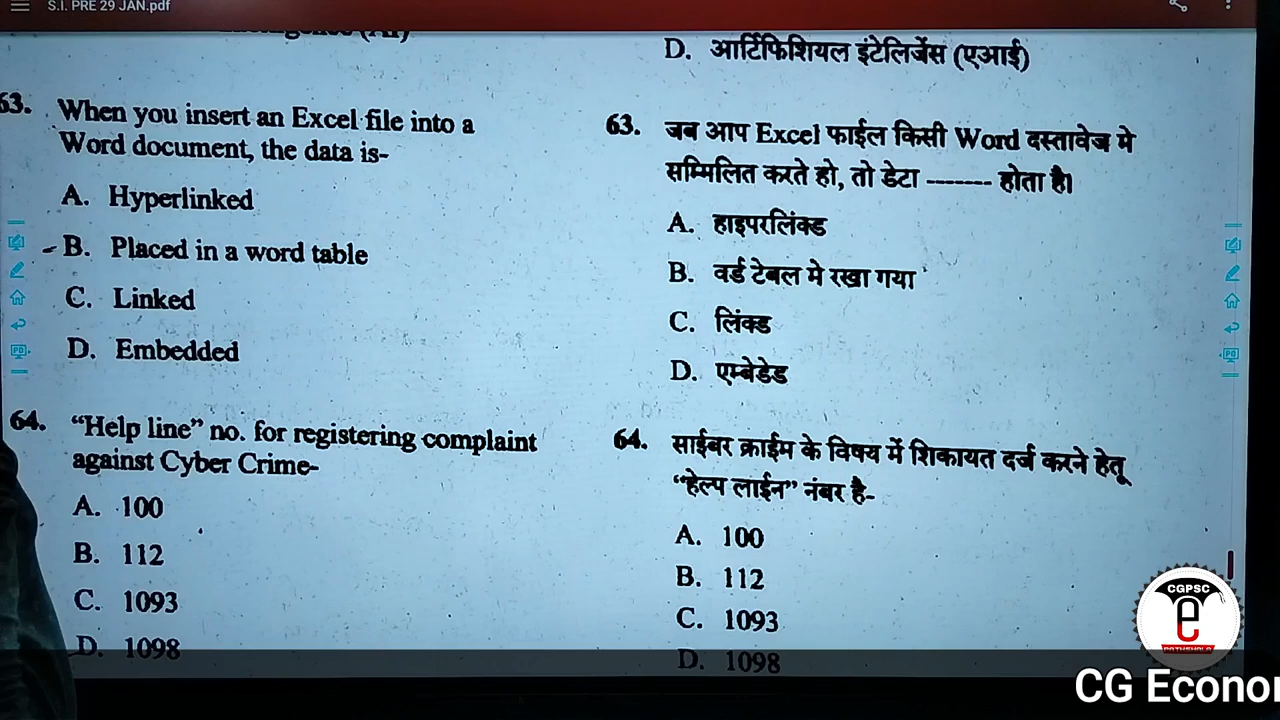 S.I. PRE 29 JAN.pdf
D. आर्टिफिशियल इंटेलिजेंस (एआई)
63. When you insert an Excel file into a
Word document, the data is-
A. Hyperlinked
B. Placed in a word table
C. Linked
D. Embedded
64. “Help line” no. for registering complaint
against Cyber Crime-
A. 100
B. 112
C. 1093
D. 1098
63. जब आप Excel फाईल किसी Word दस्तावेज मे
सम्मिलित करते हो, तो डेटा ------- होता है।
A. हाइपरलिंक्ड
B. वर्ड टेबल मे रखा गया
C. लिंक्ड
D. एम्बेडेड
64. साईबर क्राईम के विषय में शिकायत दर्ज करने हेतू
“हेल्प लाईन” नंबर है-
A. 100
B. 112
C. 1093
D. 1098
CGPSC
e
CG Econo